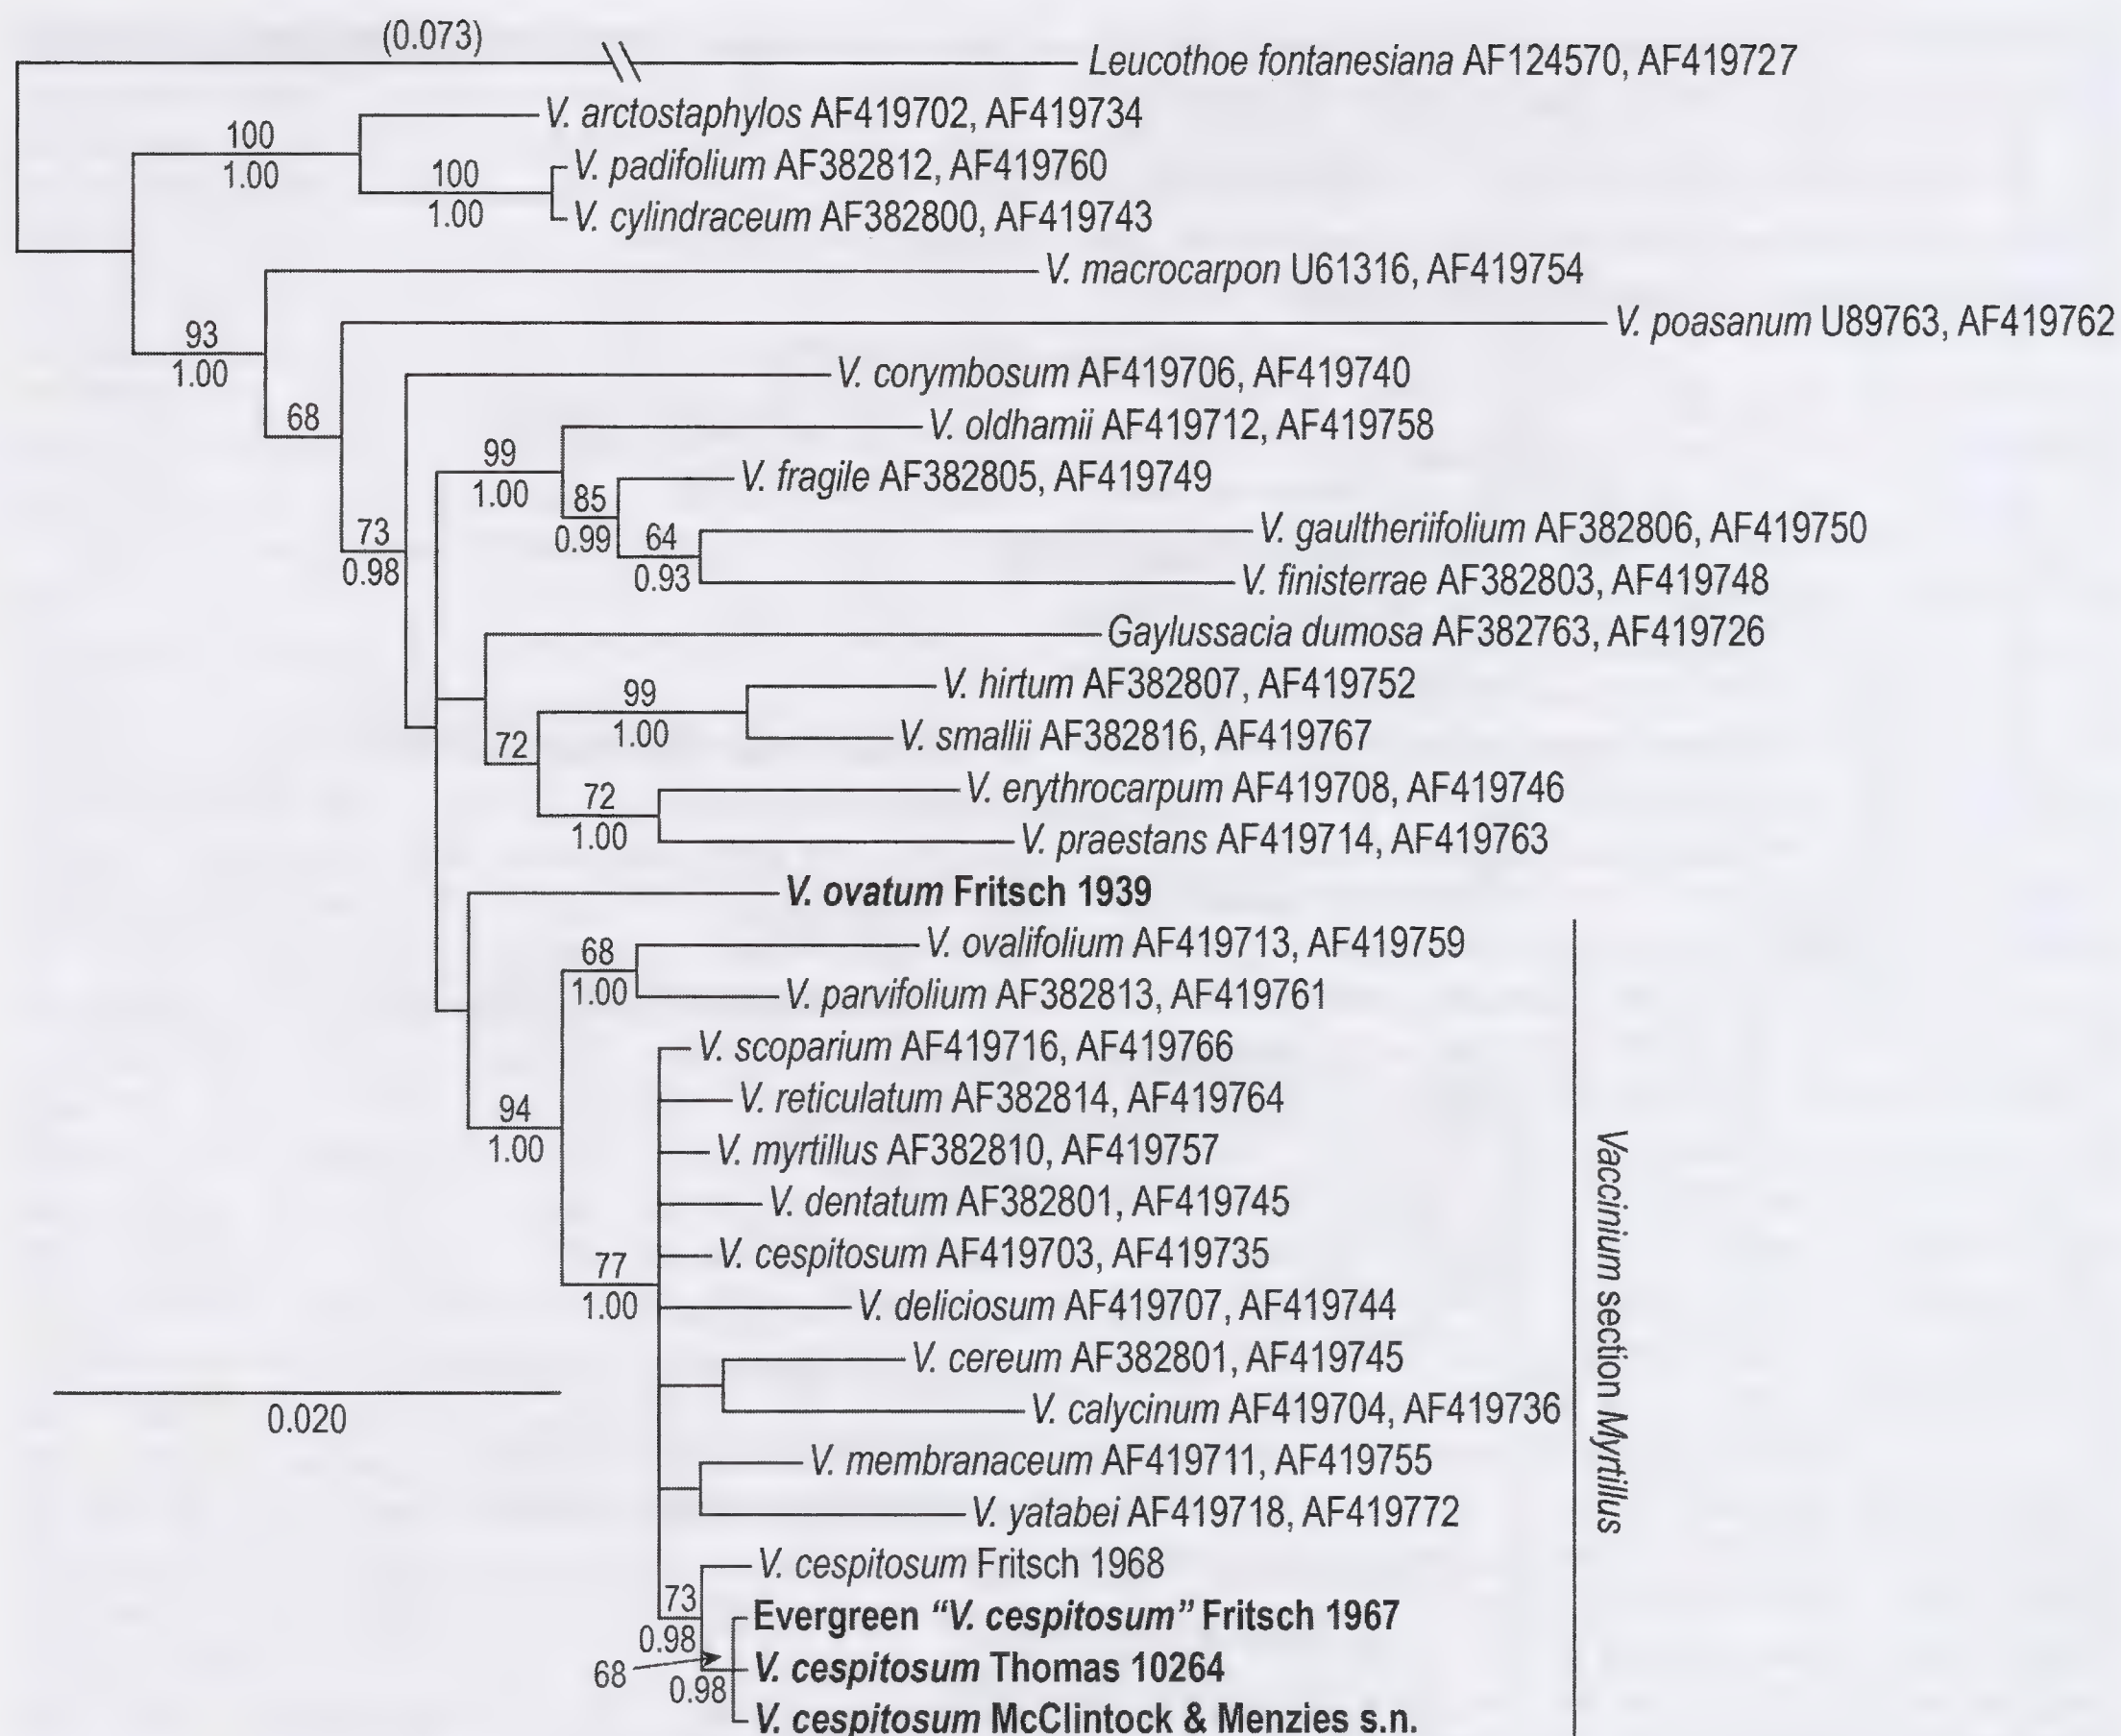 (0.073)
Leucothoe fontanesiana AF124570, AF419727
V. arctostaphylos AF419702, AF419734
100
1.00
V. padifolium AF382812, AF419760
100
1.00
V. cylindraceum AF382800, AF419743
V. macrocarpon U61316, AF419754
93
1.00
V. poasanum U89763, AF419762
68
V. corymbosum AF419706, AF419740
73
0.98
V. oldhamii AF419712, AF419758
99
1.00
V. fragile AF382805, AF419749
85
0.99
V. gaultheriifolium AF382806, AF419750
64
0.93
V. finisterrae AF382803, AF419748
Gaylussacia dumosa AF382763, AF419726
V. hirtum AF382807, AF419752
99
1.00
V. smallii AF382816, AF419767
72
V. erythrocarpum AF419708, AF419746
72
1.00
V. praestans AF419714, AF419763
V. ovatum Fritsch 1939
V. ovalifolium AF419713, AF419759
68
1.00
V. parvifolium AF382813, AF419761
V. scoparium AF419716, AF419766
V. reticulatum AF382814, AF419764
94
1.00
V. myrtillus AF382810, AF419757
V. dentatum AF382801, AF419745
V. cespitosum AF419703, AF419735
77
1.00
V. deliciosum AF419707, AF419744
V. cereum AF382801, AF419745
V. calycinum AF419704, AF419736
0.020
V. membranaceum AF419711, AF419755
V. yatabei AF419718, AF419772
V. cespitosum Fritsch 1968
73
0.98
Evergreen "V. cespitosum" Fritsch 1967
68
0.98
V. cespitosum Thomas 10264
V. cespitosum McClintock & Menzies s.n.
Vaccinium section Myrtillus